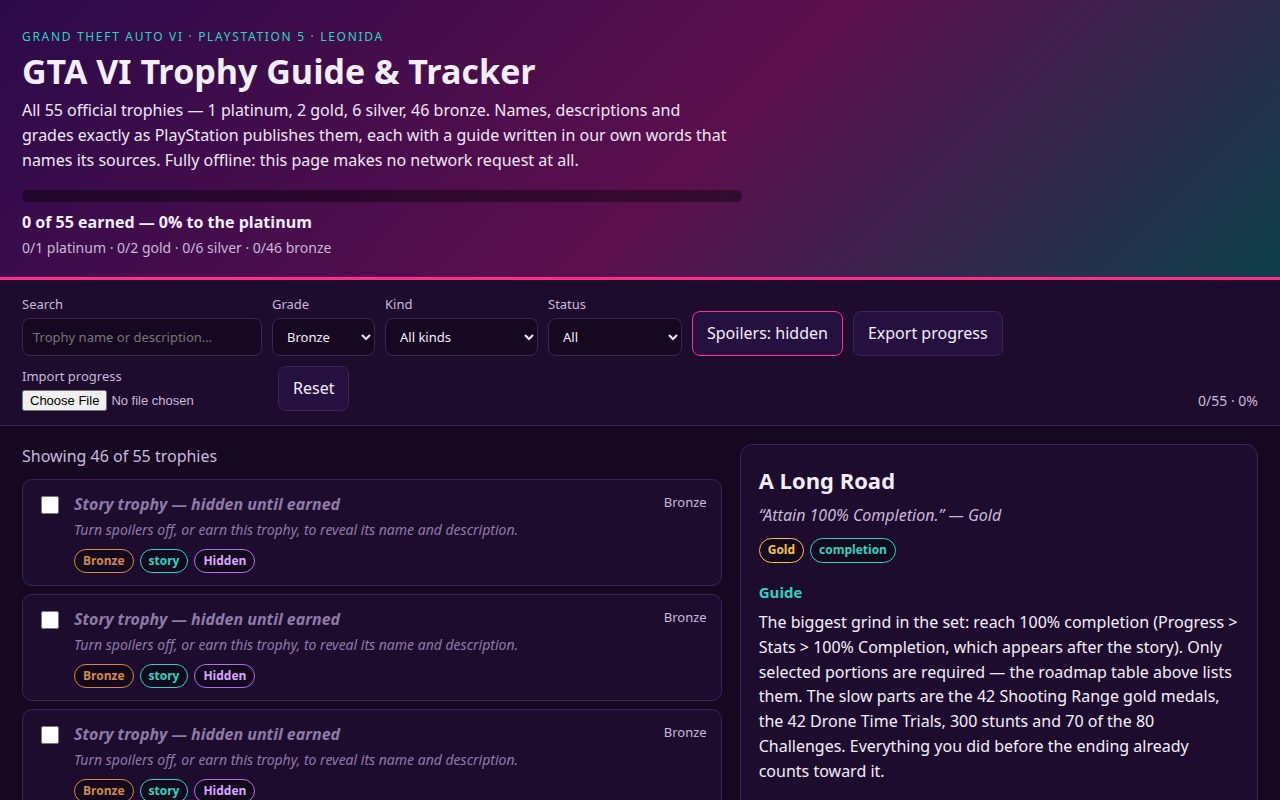 GRAND THEFT AUTO VI · PLAYSTATION 5 · LEONIDA
GTA VI Trophy Guide & Tracker
All 55 official trophies — 1 platinum, 2 gold, 6 silver, 46 bronze. Names, descriptions and
grades exactly as PlayStation publishes them, each with a guide written in our own words that
names its sources. Fully offline: this page makes no network request at all.
0 of 55 earned — 0% to the platinum
0/1 platinum · 0/2 gold · 0/6 silver · 0/46 bronze
Search
Grade
Kind
Status
Trophy name or description...
Bronze
All kinds
All
Spoilers: hidden
Export progress
Import progress
Choose File No file chosen
Reset
0/55 · 0%
Showing 46 of 55 trophies
Story trophy — hidden until earned
Bronze
Turn spoilers off, or earn this trophy, to reveal its name and description.
Bronze story Hidden
Story trophy — hidden until earned
Bronze
Turn spoilers off, or earn this trophy, to reveal its name and description.
Bronze story Hidden
Story trophy — hidden until earned
Bronze
Turn spoilers off, or earn this trophy, to reveal its name and description.
Bronze story Hidden
A Long Road
“Attain 100% Completion.” — Gold
Gold completion
Guide
The biggest grind in the set: reach 100% completion (Progress >
Stats > 100% Completion, which appears after the story). Only
selected portions are required — the roadmap table above lists
them. The slow parts are the 42 Shooting Range gold medals,
the 42 Drone Time Trials, 300 stunts and 70 of the 80
Challenges. Everything you did before the ending already
counts toward it.